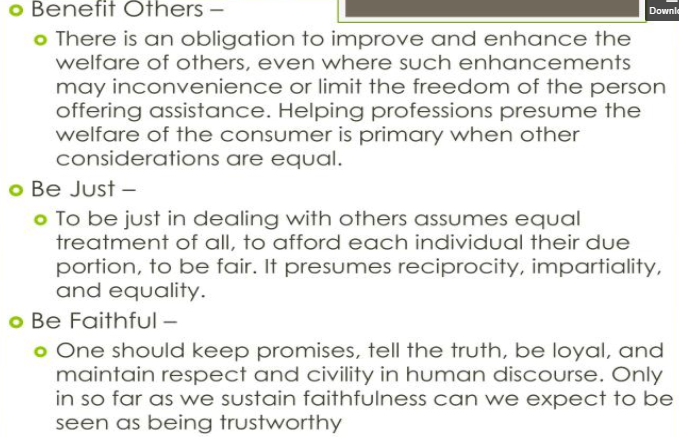 Benefit Others –
There is an obligation to improve and enhance the
welfare of others, even where such enhancements
may inconvenience or limit the freedom of the person
offering assistance. Helping professions presume the
welfare of the consumer is primary when other
considerations are equal.
Be Just –
To be just in dealing with others assumes equal
treatment of all, to afford each individual their due
portion, to be fair. It presumes reciprocity, impartiality,
and equality.
Be Faithful –
One should keep promises, tell the truth, be loyal, and
maintain respect and civility in human discourse. Only
in so far as we sustain faithfulness can we expect to be
seen as being trustworthy